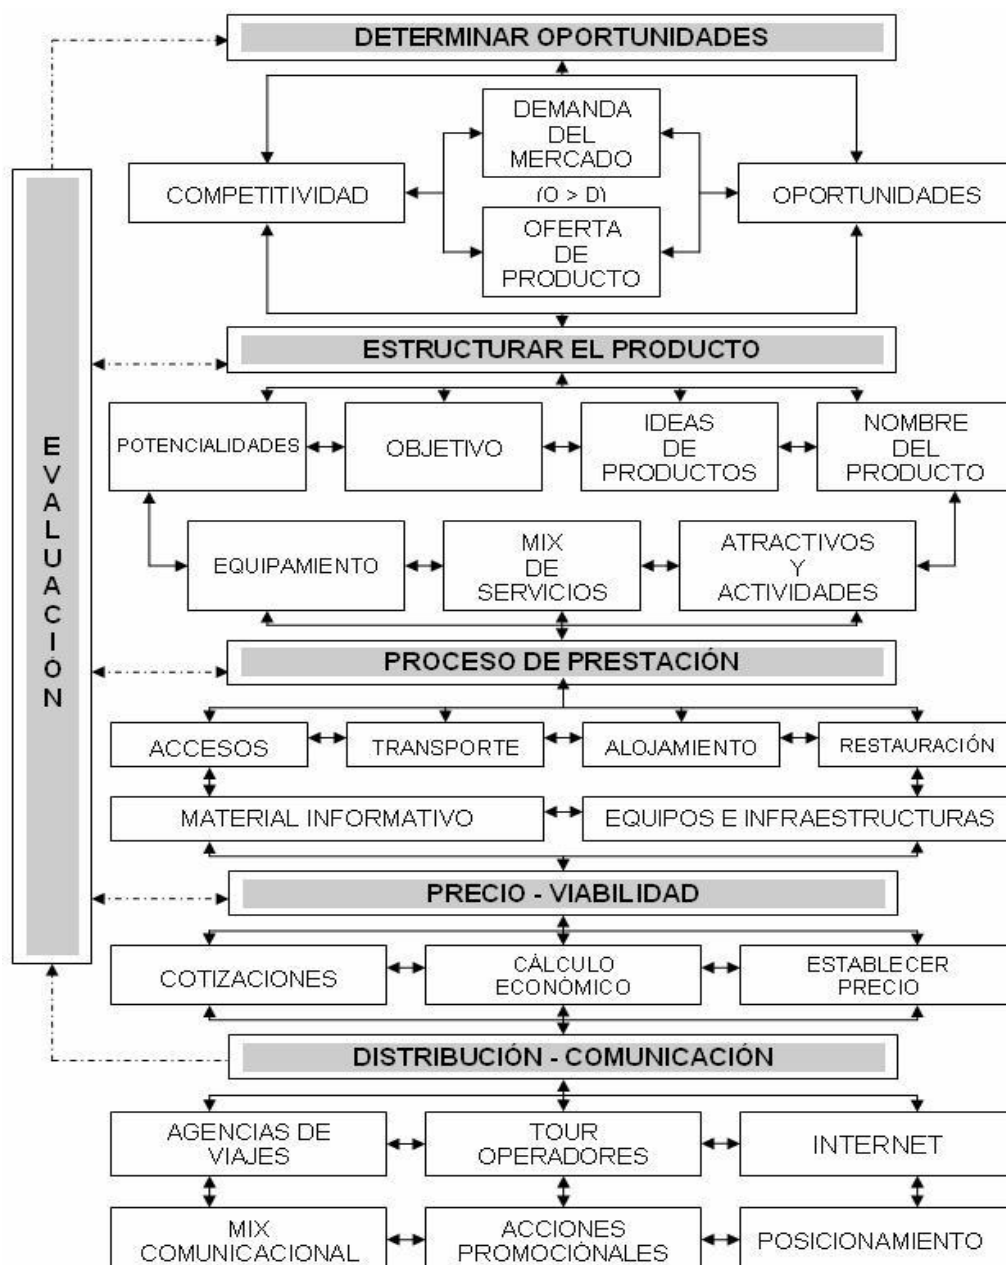 DETERMINAR OPORTUNIDADES
DEMANDA
DEL
MERCADO
COMPETITIVIDAD
(O > D)
OPORTUNIDADES
OFERTA
DE
PRODUCTO
ESTRUCTURAR EL PRODUCTO
POTENCIALIDADES
OBJETIVO
IDEAS
DE
PRODUCTOS
NOMBRE
DEL
PRODUCTO
EQUIPAMIENTO
MIX
DE
SERVICIOS
ATRACTIVOS
Y
ACTIVIDADES
EVALUACIÓN
PROCESO DE PRESTACIÓN
ACCESOS
TRANSPORTE
ALOJAMIENTO
RESTAURACIÓN
MATERIAL INFORMATIVO
EQUIPOS E INFRAESTRUCTURAS
PRECIO - VIABILIDAD
COTIZACIONES
CÁLCULO
ECONÓMICO
ESTABLECER
PRECIO
DISTRIBUCIÓN - COMUNICACIÓN
AGENCIAS DE
VIAJES
TOUR
OPERADORES
INTERNET
MIX
COMUNICACIONAL
ACCIONES
PROMOCIÓNALES
POSICIONAMIENTO